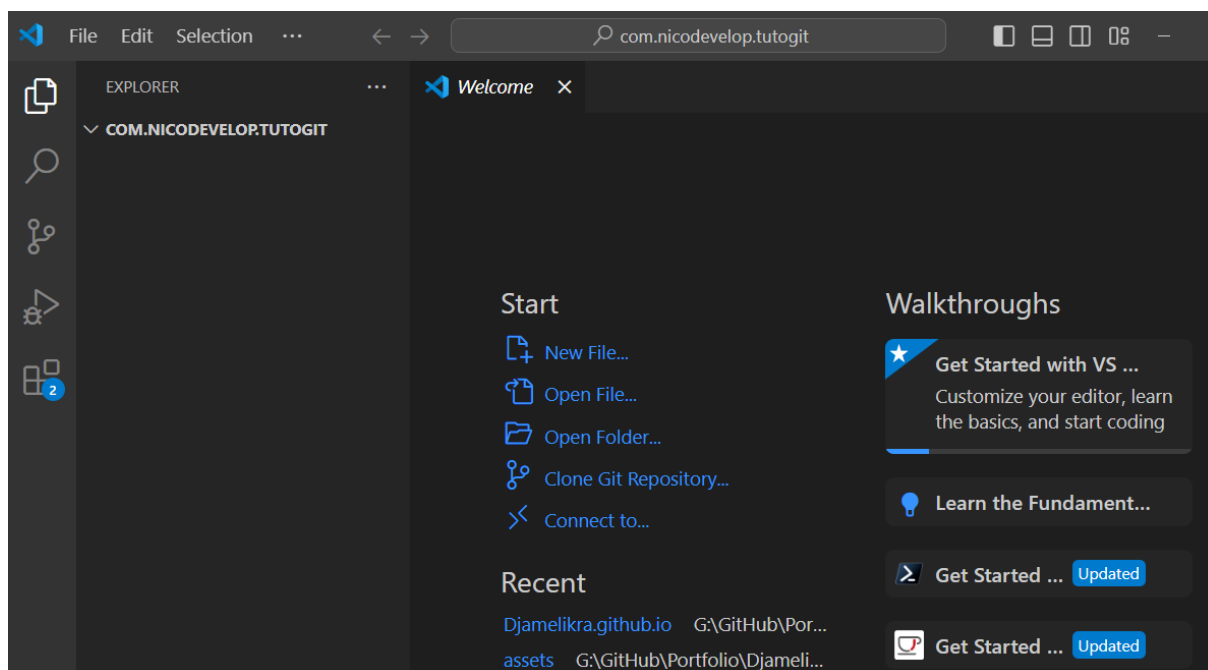 File Edit Selection ···
com.nicodevelop.tutogit
EXPLORER ···
COM.NICODEVELOP.TUTOGIT
Welcome
Start
New File...
Open File...
Open Folder...
Clone Git Repository...
Connect to...
Recent
Djamelikra.github.io G:\GitHub\Por...
assets G:\GitHub\Portfolio\Djameli...
Walkthroughs
Get Started with VS ...
Customize your editor, learn
the basics, and start coding
Learn the Fundament...
Get Started ... Updated
Get Started ... Updated
2